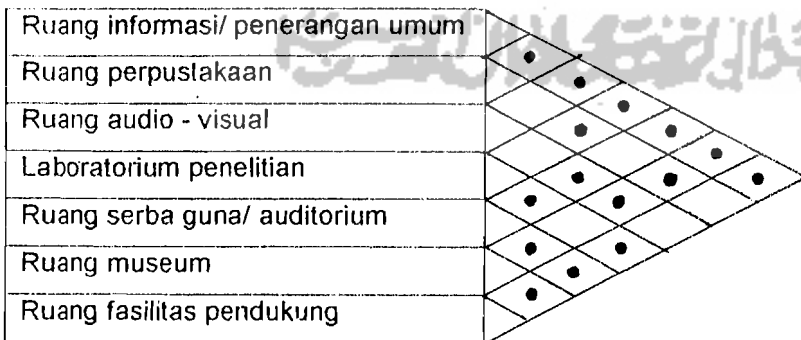 Ruang informasi/ penerangan umum
Ruang perpustakaan
Ruang audio - visual
Laboratorium penelitian
Ruang serba guna/ auditorium
Ruang museum
Ruang fasilitas pendukung